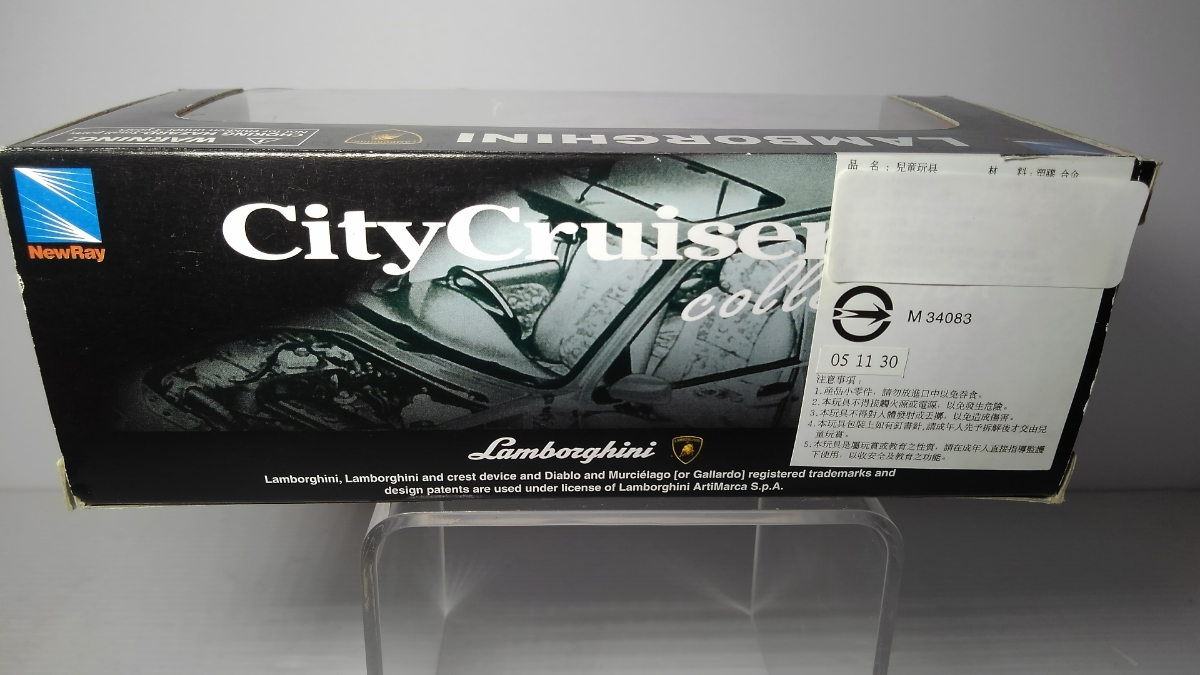 WARNING:
CHOKING HAZARD-Small parts
LAMBORGHINI
LAMBORGHINI
NewRay
CityCruiser
coll
品 名：兒童玩具 材 料：塑膠 合金
M 34083
05 11 30
注意事項：
1.產品小零件，請勿放進口中以免吞食。
2.本玩具不得接觸火源或電源，以免發生危險。
3.本玩具不得對人體發射或丟擲，以免造成傷害。
4.本玩具包裝上如有釘書針,請成年人先予拆解後才交由兒
童玩賞。
5.本玩具是屬玩賞或教育之性質，請在成年人直接指導監護
下使用，以收安全及教育之功能。
Lamborghini
Lamborghini, Lamborghini and crest device and Diablo and Murciélago [or Gallardo] registered trademarks and
design patents are used under license of Lamborghini ArtiMarca S.p.A.